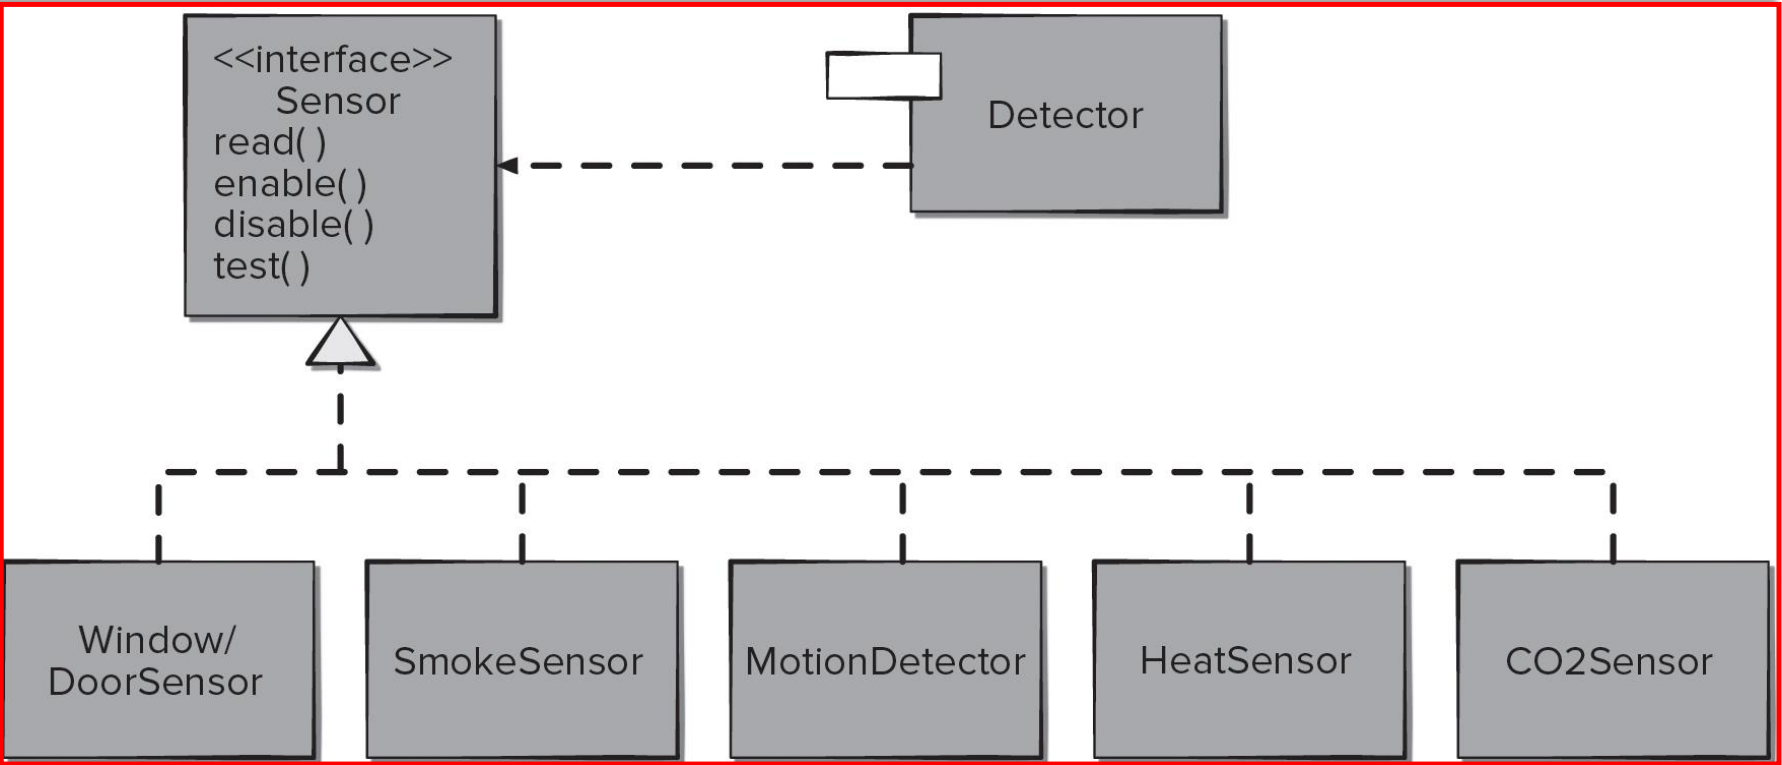 <<interface>>
Sensor
read( )
enable( )
disable( )
test( )
Detector
Window/
DoorSensor
SmokeSensor
MotionDetector
HeatSensor
CO2Sensor